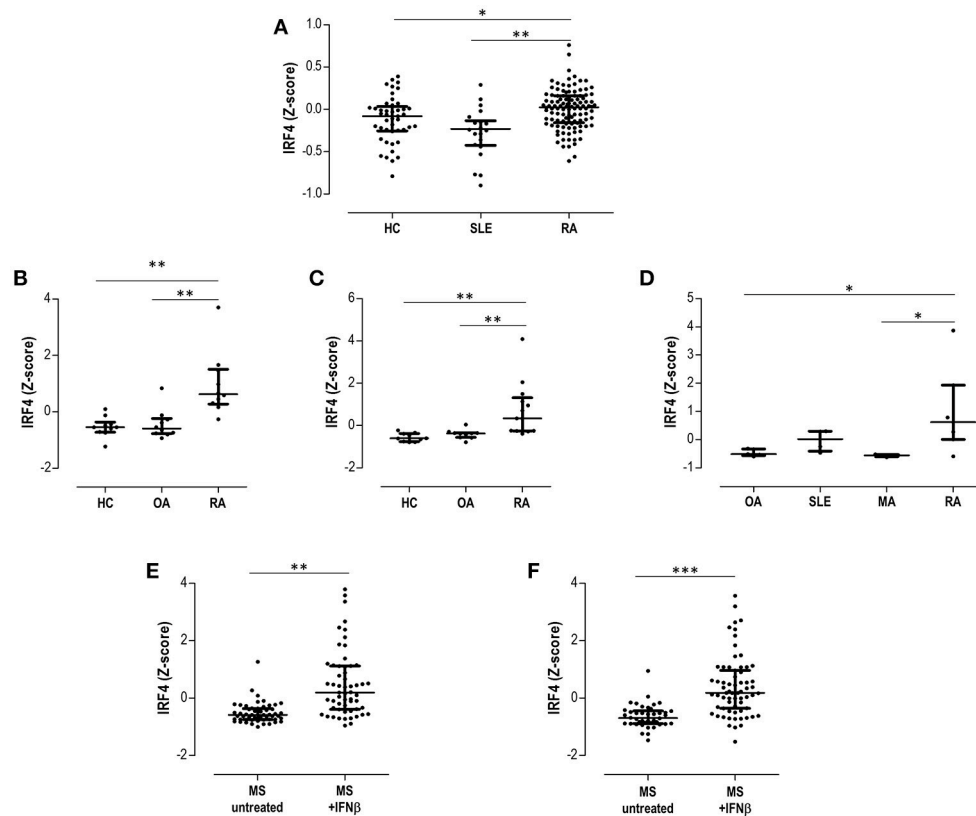 A
*
**
IRF4 (Z-score)
1.0
0.5
0.0
-0.5
-1.0
HC SLE RA
B
**
**
IRF4 (Z-score)
4
2
0
-2
HC OA RA
C
**
**
IRF4 (Z-score)
6
4
2
0
-2
HC OA RA
D
*
*
IRF4 (Z-score)
5
4
3
2
1
0
-1
OA SLE MA RA
E
**
IRF4 (Z-score)
4
2
0
-2
MS untreated
MS +IFNβ
F
***
IRF4 (Z-score)
4
2
0
-2
MS untreated
MS +IFNβ